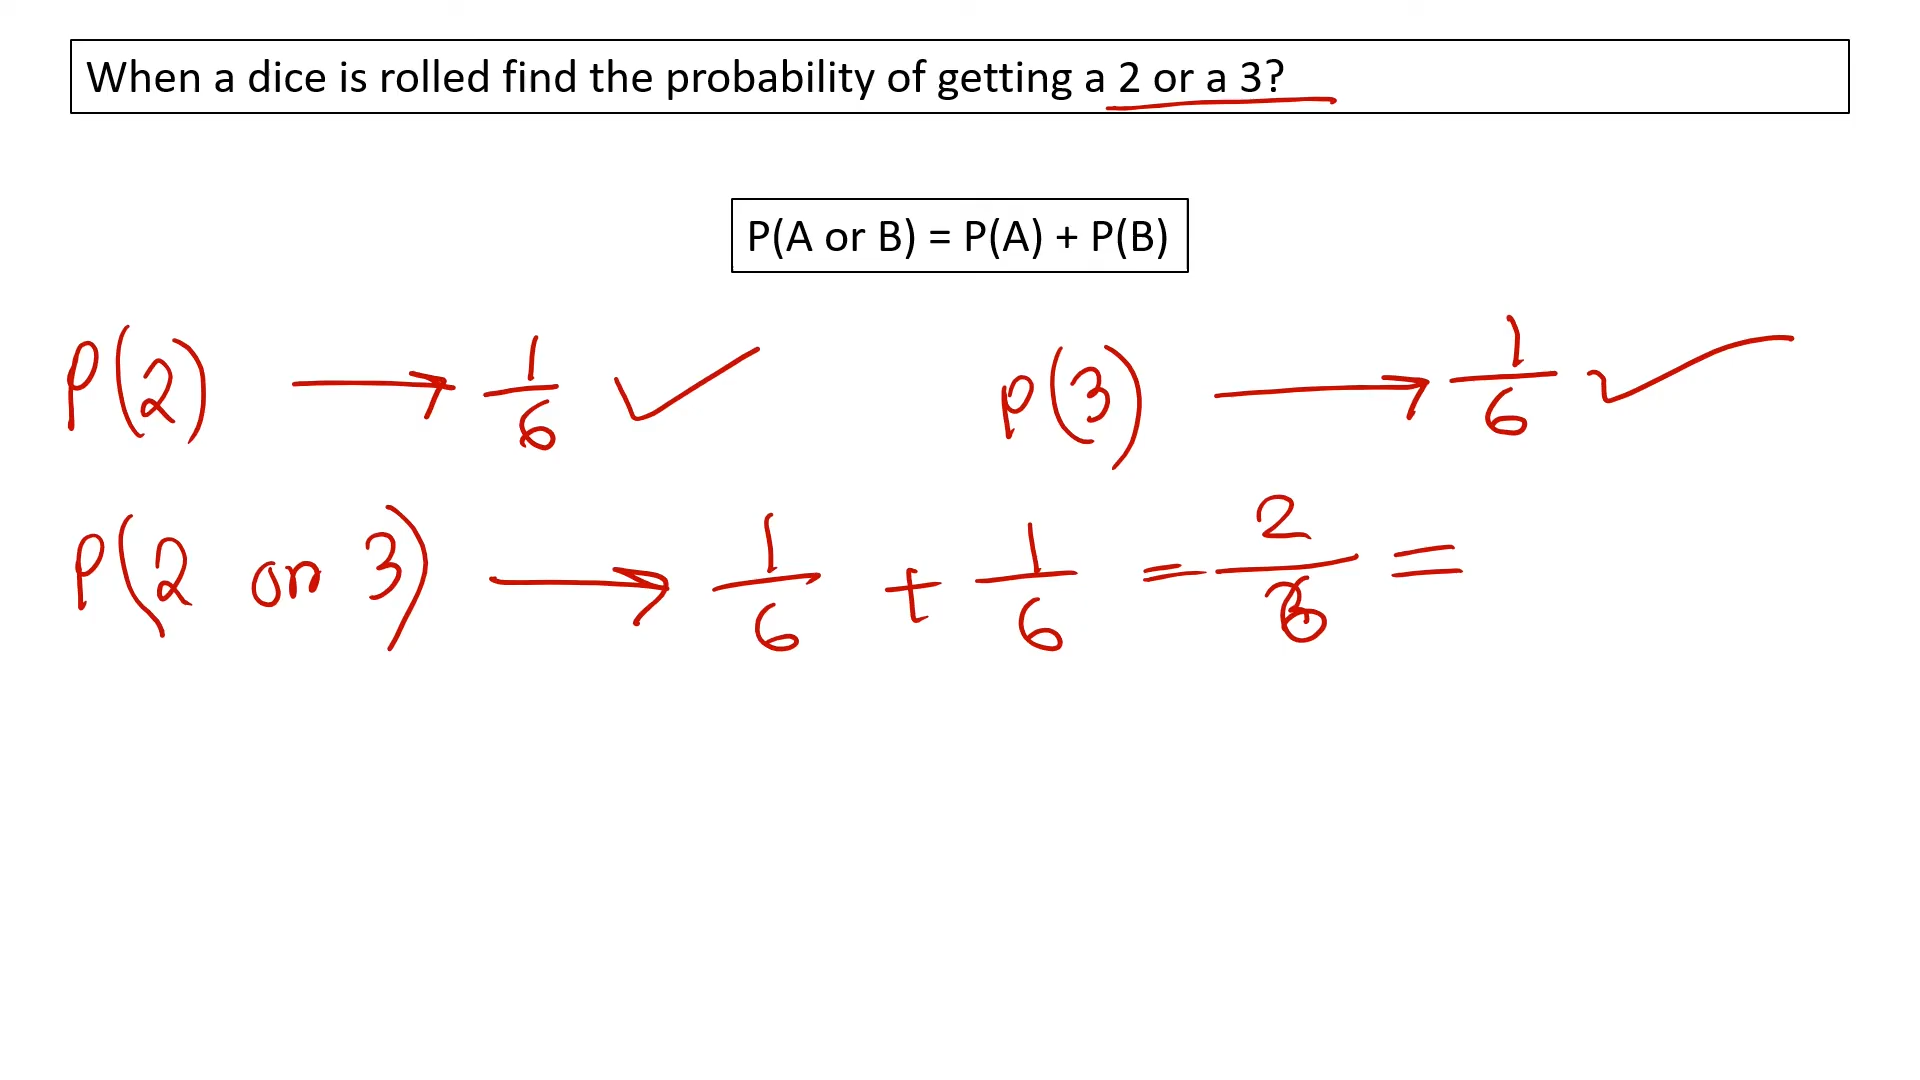 When a dice is rolled find the probability of getting a 2 or a 3?
P(A or B) = P(A) + P(B)
P(2) → 1/6 ✓ P(3) → 1/6 ✓
P(2 or 3) → 1/6 + 1/6 = 2/6 =